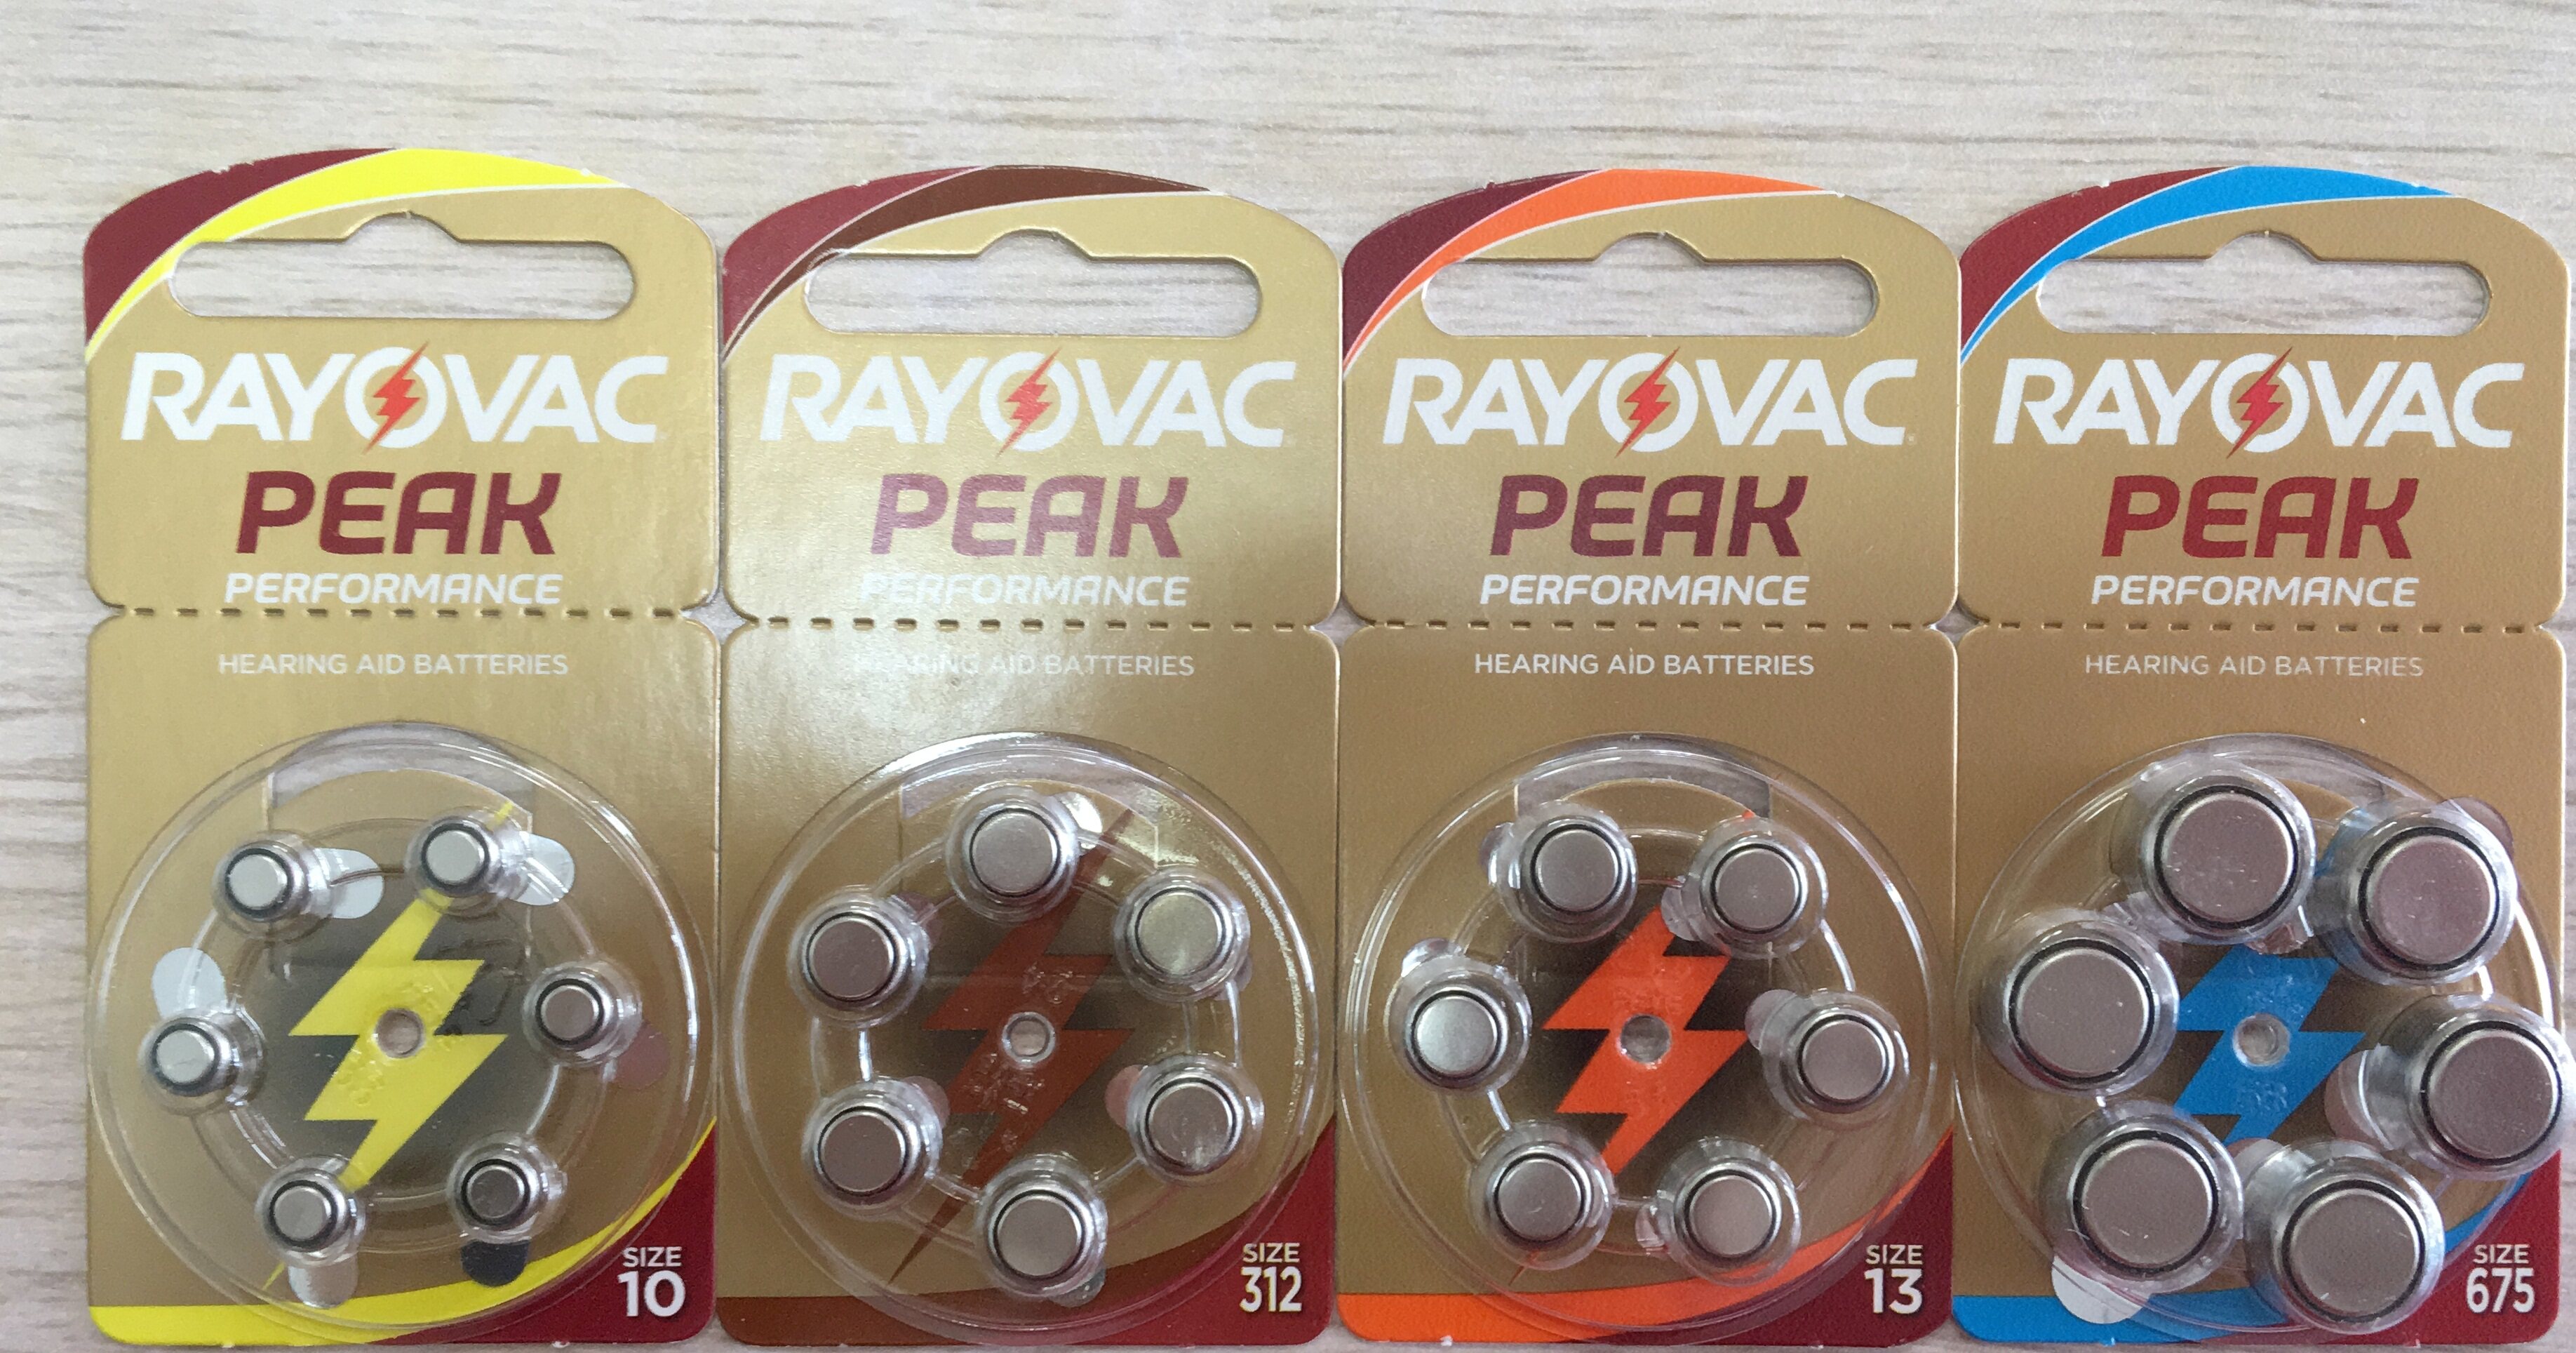 RAYOVAC
PEAK
PERFORMANCE
HEARING AID BATTERIES
SIZE
10
RAYOVAC
PEAK
PERFORMANCE
HEARING AID BATTERIES
SIZE
312
RAYOVAC
PEAK
PERFORMANCE
HEARING AID BATTERIES
SIZE
13
RAYOVAC
PEAK
PERFORMANCE
HEARING AID BATTERIES
SIZE
675